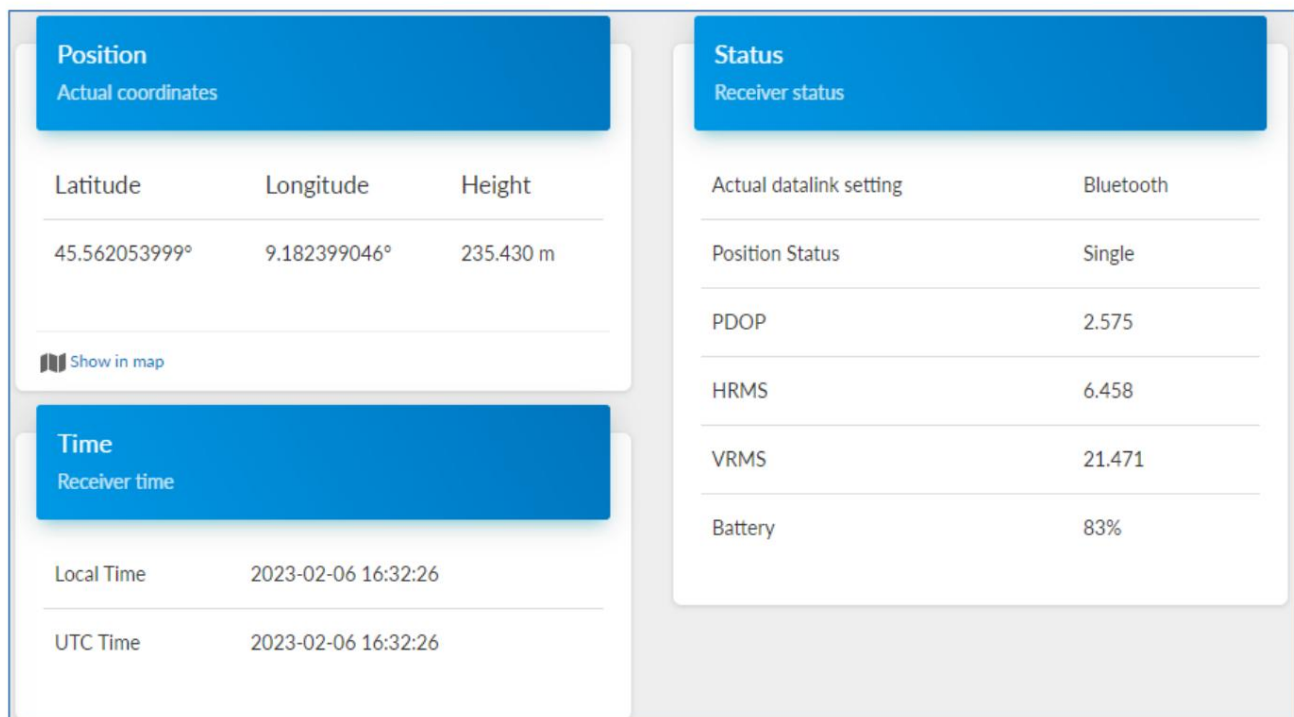 Position
Actual coordinates
Latitude Longitude Height
45.562053999° 9.182399046° 235.430 m
Show in map
Time
Receiver time
Local Time 2023-02-06 16:32:26
UTC Time 2023-02-06 16:32:26
Status
Receiver status
Actual datalink setting Bluetooth
Position Status Single
PDOP 2.575
HRMS 6.458
VRMS 21.471
Battery 83%